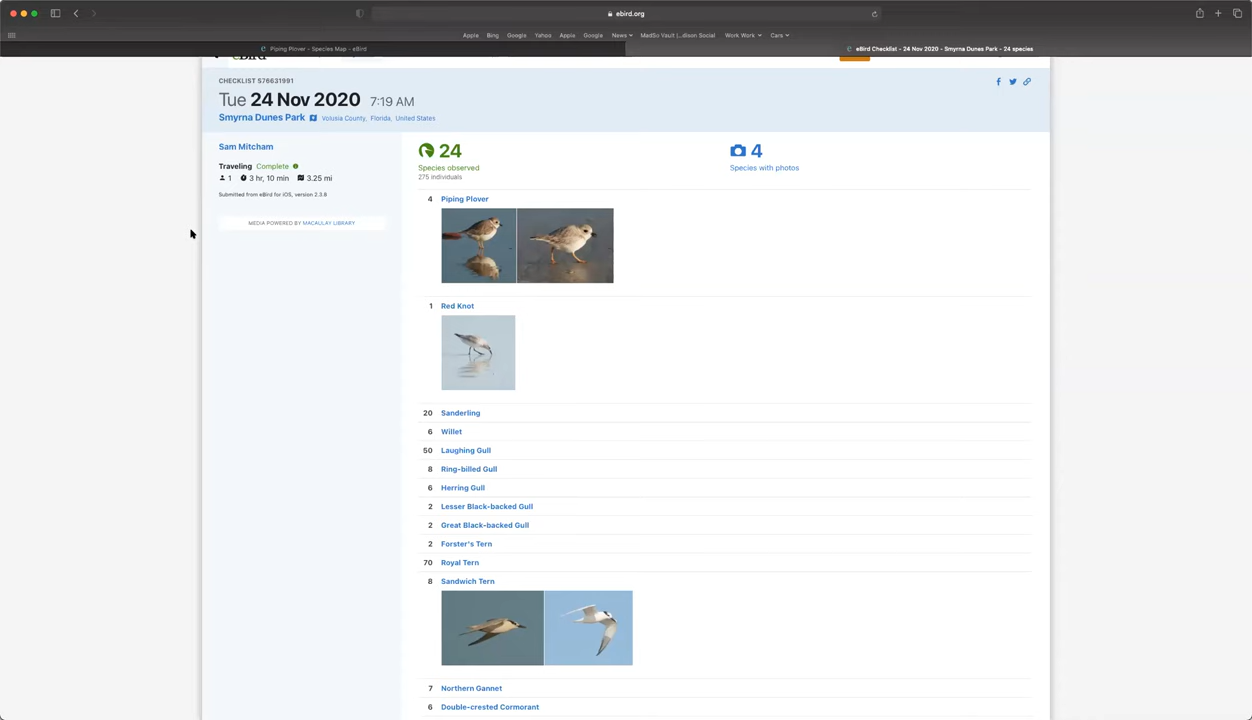 ebird.org
Apple Bing Google Yahoo Apple Google News MadSo Vault |...dison Social Work Work Cars
Piping Plover - Species Map - eBird
eBird Checklist - 24 Nov 2020 - Smyrna Dunes Park - 24 species
eBird
CHECKLIST S76631991
Tue 24 Nov 2020 7:19 AM
Smyrna Dunes Park Volusia County, Florida, United States
Sam Mitcham
Traveling Complete
1 3 hr, 10 min 3.25 mi
Submitted from eBird for iOS, version 2.3.8
MEDIA POWERED BY MACAULAY LIBRARY
24
Species observed
275 individuals
4
Species with photos
4 Piping Plover
1 Red Knot
20 Sanderling
6 Willet
50 Laughing Gull
8 Ring-billed Gull
6 Herring Gull
2 Lesser Black-backed Gull
2 Great Black-backed Gull
2 Forster's Tern
70 Royal Tern
8 Sandwich Tern
7 Northern Gannet
6 Double-crested Cormorant